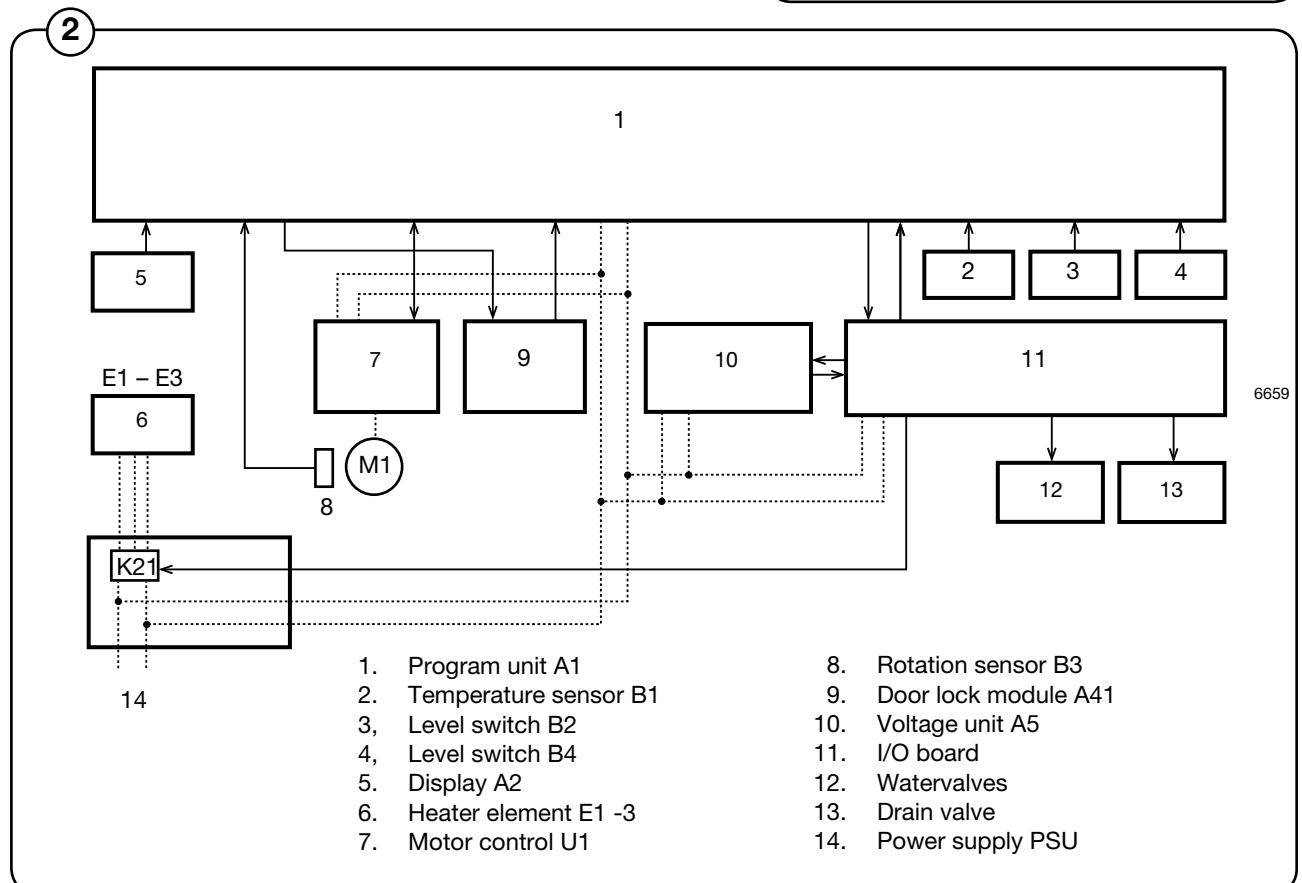 2
1
5
2
3
4
7
9
10
11
6659
E1 – E3
6
M1
8
12
13
K21
14
1. Program unit A1
2. Temperature sensor B1
3, Level switch B2
4, Level switch B4
5. Display A2
6. Heater element E1 -3
7. Motor control U1
8. Rotation sensor B3
9. Door lock module A41
10. Voltage unit A5
11. I/O board
12. Watervalves
13. Drain valve
14. Power supply PSU